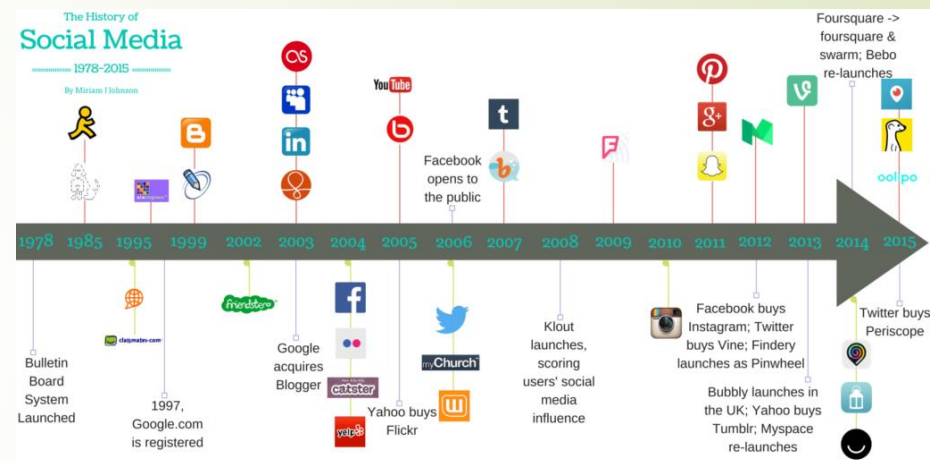 The History of
Social Media
1978-2015
By Miriam J Johnson
Foursquare ->
foursquare &
swarm; Bebo
re-launches
You Tube
Facebook
opens to
the public
oolipo
1978 1985 1995 1999 2002 2003 2004 2005 2006 2007 2008 2009 2010 2011 2012 2013 2014 2015
Bulletin
Board
System
Launched
classmates.com
1997,
Google.com
is registered
friendster
Google
acquires
Blogger
catster
yelp
Yahoo buys
Flickr
myChurch
Klout
launches,
scoring
users' social
media
influence
Facebook buys
Instagram; Twitter
buys Vine; Findery
launches as Pinwheel
Bubbly launches in
the UK; Yahoo buys
Tumblr; Myspace
re-launches
Twitter buys
Periscope